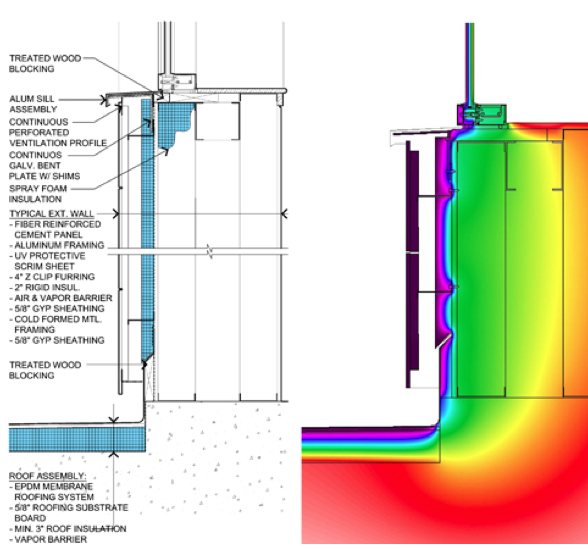 TREATED WOOD
BLOCKING
ALUM SILL
ASSEMBLY
CONTINUOUS
PERFORATED
VENTILATION PROFILE
CONTINUOS
GALV. BENT
PLATE W/ SHIMS
SPRAY FOAM
INSULATION
TYPICAL EXT. WALL
- FIBER REINFORCED
CEMENT PANEL
- ALUMINUM FRAMING
- UV PROTECTIVE
SCRIM SHEET
- 4" Z CLIP FURRING
- 2" RIGID INSUL.
- AIR & VAPOR BARRIER
- 5/8" GYP SHEATHING
- COLD FORMED MTL.
FRAMING
- 5/8" GYP SHEATHING
TREATED WOOD
BLOCKING
ROOF ASSEMBLY:
- EPDM MEMBRANE
ROOFING SYSTEM
- 5/8" ROOFING SUBSTRATE
BOARD
- MIN. 3" ROOF INSULATION
- VAPOR BARRIER